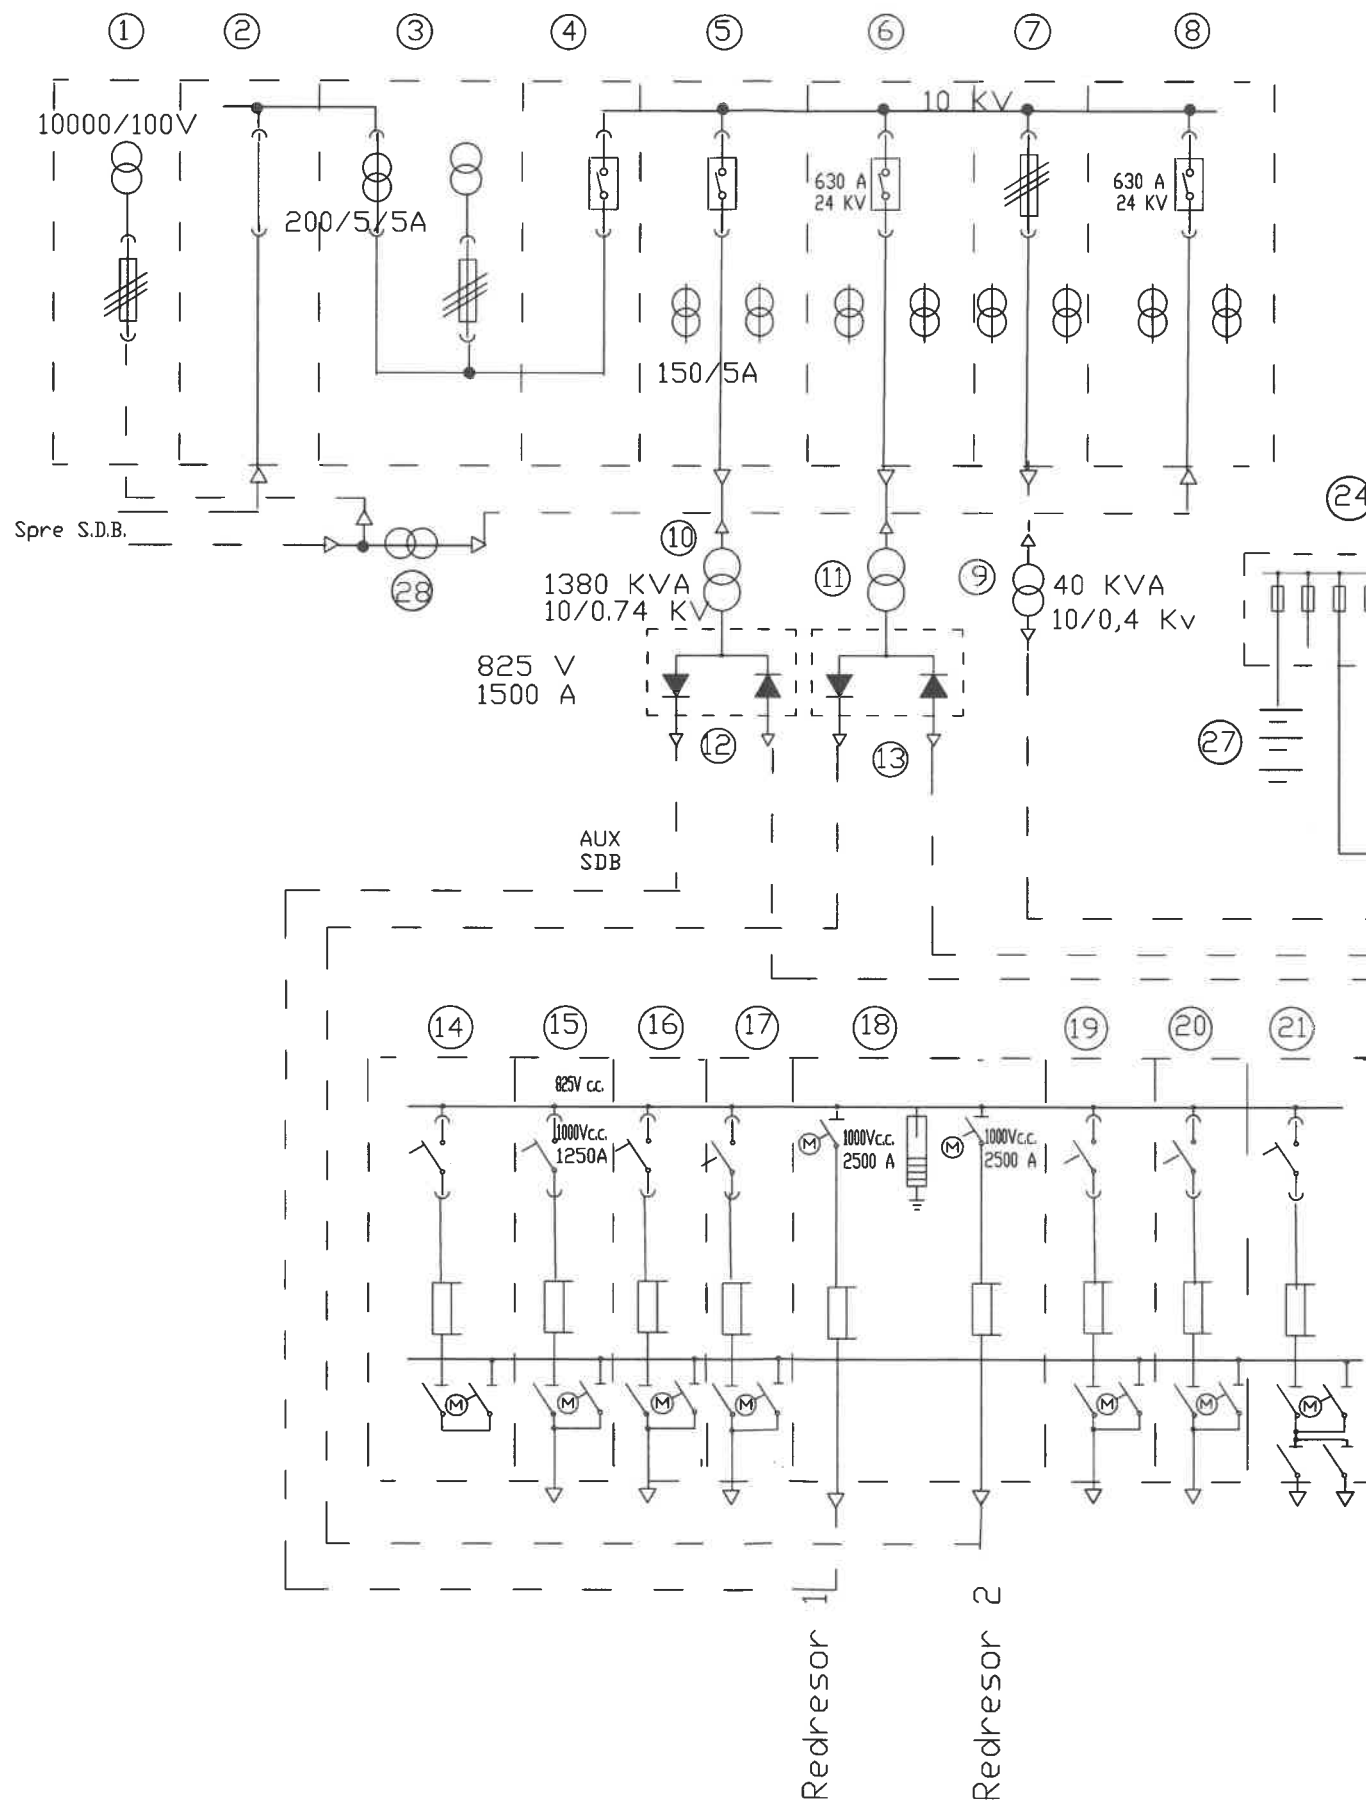 1 2 3 4 5 6 7 8
10 KV
10000/100V
630 A
24 KV
630 A
24 KV
200/5/5A
150/5A
24
Spre S.D.B.
10
28
11
9
1380 KVA
10/0.74 KV
40 KVA
10/0,4 Kv
825 V
1500 A
12
13
27
AUX
SDB
14 15 16 17 18 19 20 21
825V c.c.
1000Vc.c.
1250A
M
1000Vc.c.
2500 A
M
1000Vc.c.
2500 A
M M M M M M M
Redresor 1
Redresor 2